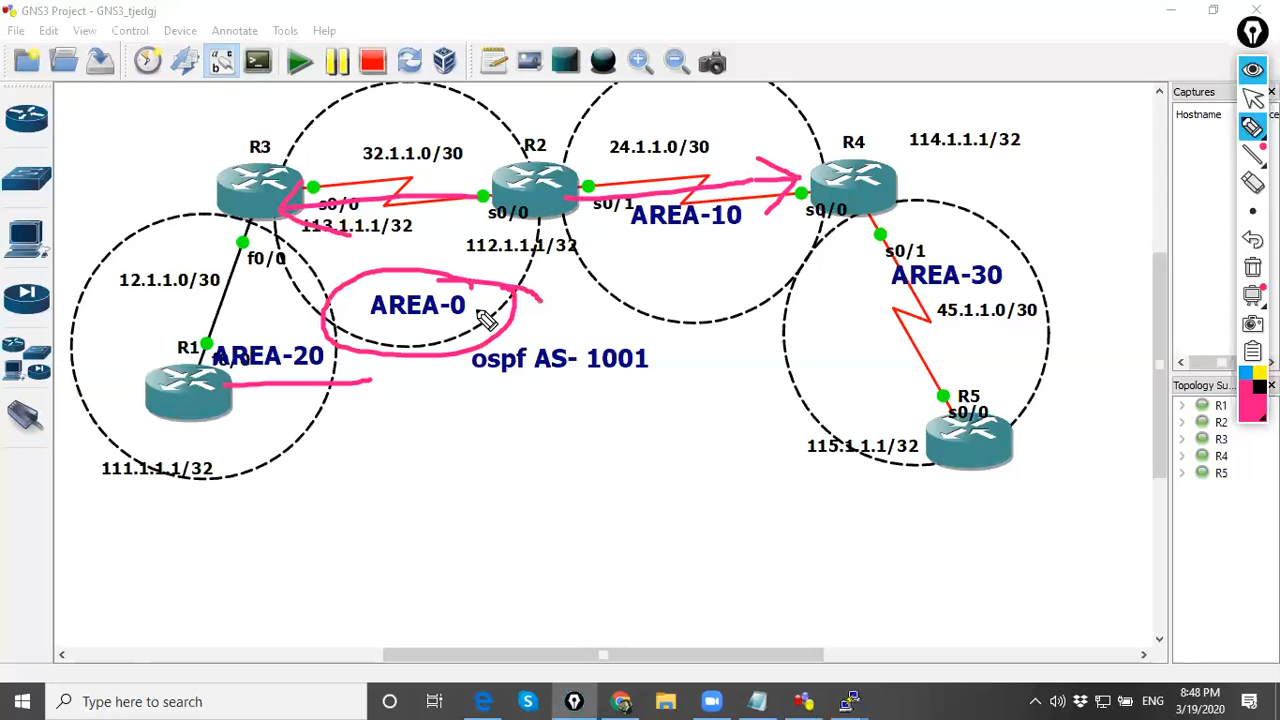 GNS3 Project - GNS3_tjedgj
File Edit View Control Device Annotate Tools Help
Captures
Hostname
R3
32.1.1.0/30
R2
24.1.1.0/30
R4
114.1.1.1/32
s0/0
113.1.1.1/32
s0/0
s0/1
AREA-10
s0/0
f0/0
112.1.1.1/32
s0/1
12.1.1.0/30
AREA-0
AREA-30
45.1.1.0/30
R1
f0/0
AREA-20
ospf AS- 1001
R5
s0/0
115.1.1.1/32
111.1.1.1/32
Topology Su...
R1
R2
R3
R4
R5
Type here to search
ENG
8:48 PM
3/19/2020